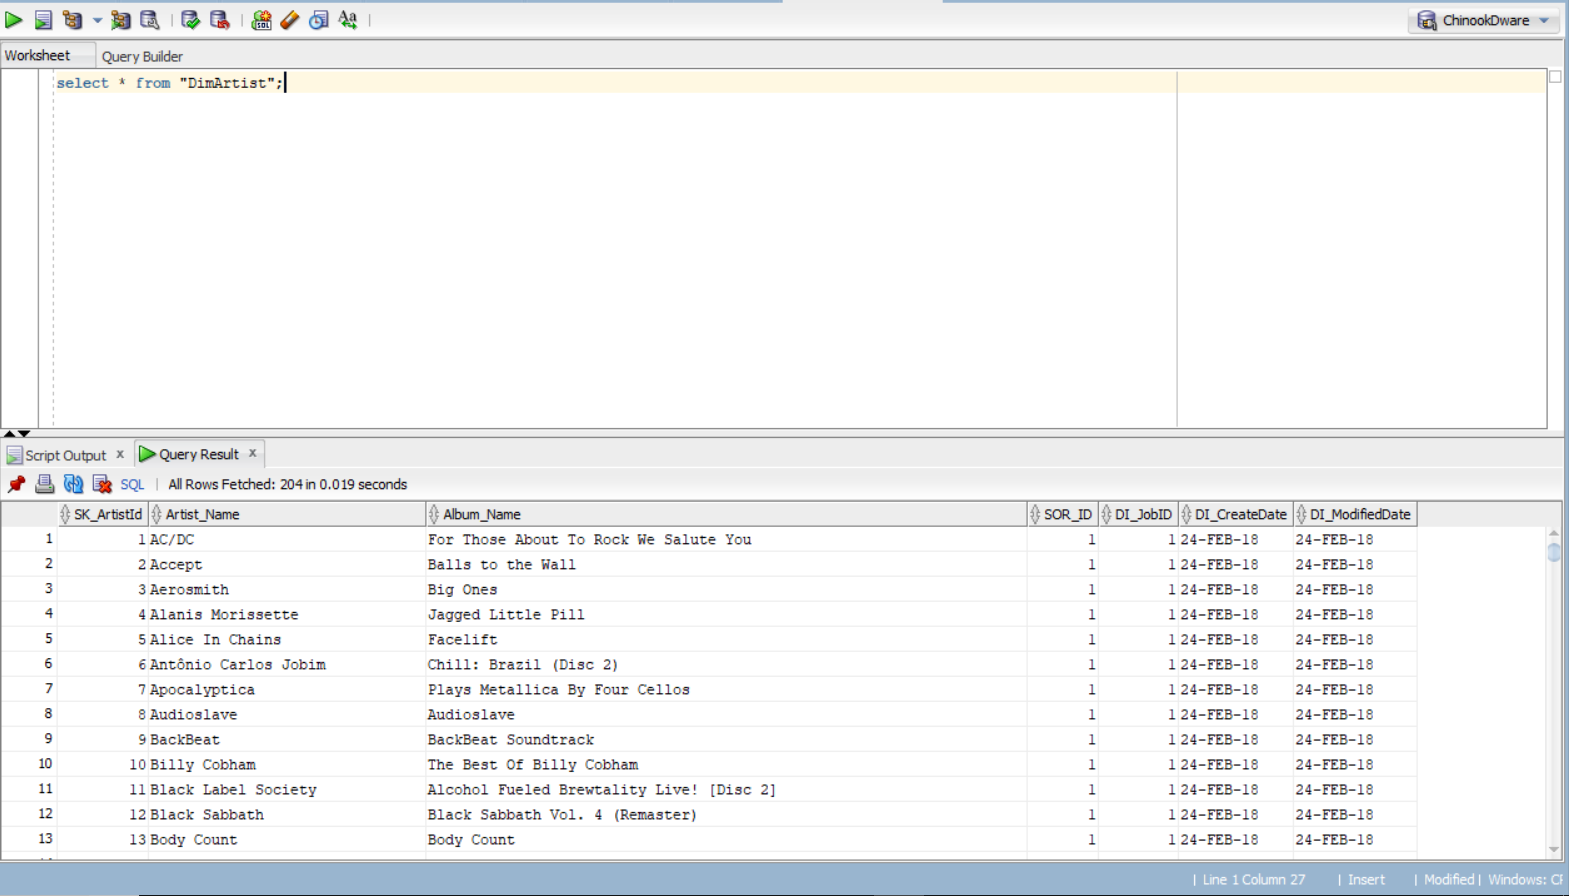 ChinookDware
Worksheet Query Builder
select * from "DimArtist";
Script Output x Query Result x
SQL | All Rows Fetched: 204 in 0.019 seconds
SK_ArtistId Artist_Name Album_Name SOR_ID DI_JobID DI_CreateDate DI_ModifiedDate
1 1 AC/DC For Those About To Rock We Salute You 1 1 24-FEB-18 24-FEB-18
2 2 Accept Balls to the Wall 1 1 24-FEB-18 24-FEB-18
3 3 Aerosmith Big Ones 1 1 24-FEB-18 24-FEB-18
4 4 Alanis Morissette Jagged Little Pill 1 1 24-FEB-18 24-FEB-18
5 5 Alice In Chains Facelift 1 1 24-FEB-18 24-FEB-18
6 6 Antônio Carlos Jobim Chill: Brazil (Disc 2) 1 1 24-FEB-18 24-FEB-18
7 7 Apocalyptica Plays Metallica By Four Cellos 1 1 24-FEB-18 24-FEB-18
8 8 Audioslave Audioslave 1 1 24-FEB-18 24-FEB-18
9 9 BackBeat BackBeat Soundtrack 1 1 24-FEB-18 24-FEB-18
10 10 Billy Cobham The Best Of Billy Cobham 1 1 24-FEB-18 24-FEB-18
11 11 Black Label Society Alcohol Fueled Brewtality Live! [Disc 2] 1 1 24-FEB-18 24-FEB-18
12 12 Black Sabbath Black Sabbath Vol. 4 (Remaster) 1 1 24-FEB-18 24-FEB-18
13 13 Body Count Body Count 1 1 24-FEB-18 24-FEB-18
| Line 1 Column 27 | Insert | Modified | Windows: